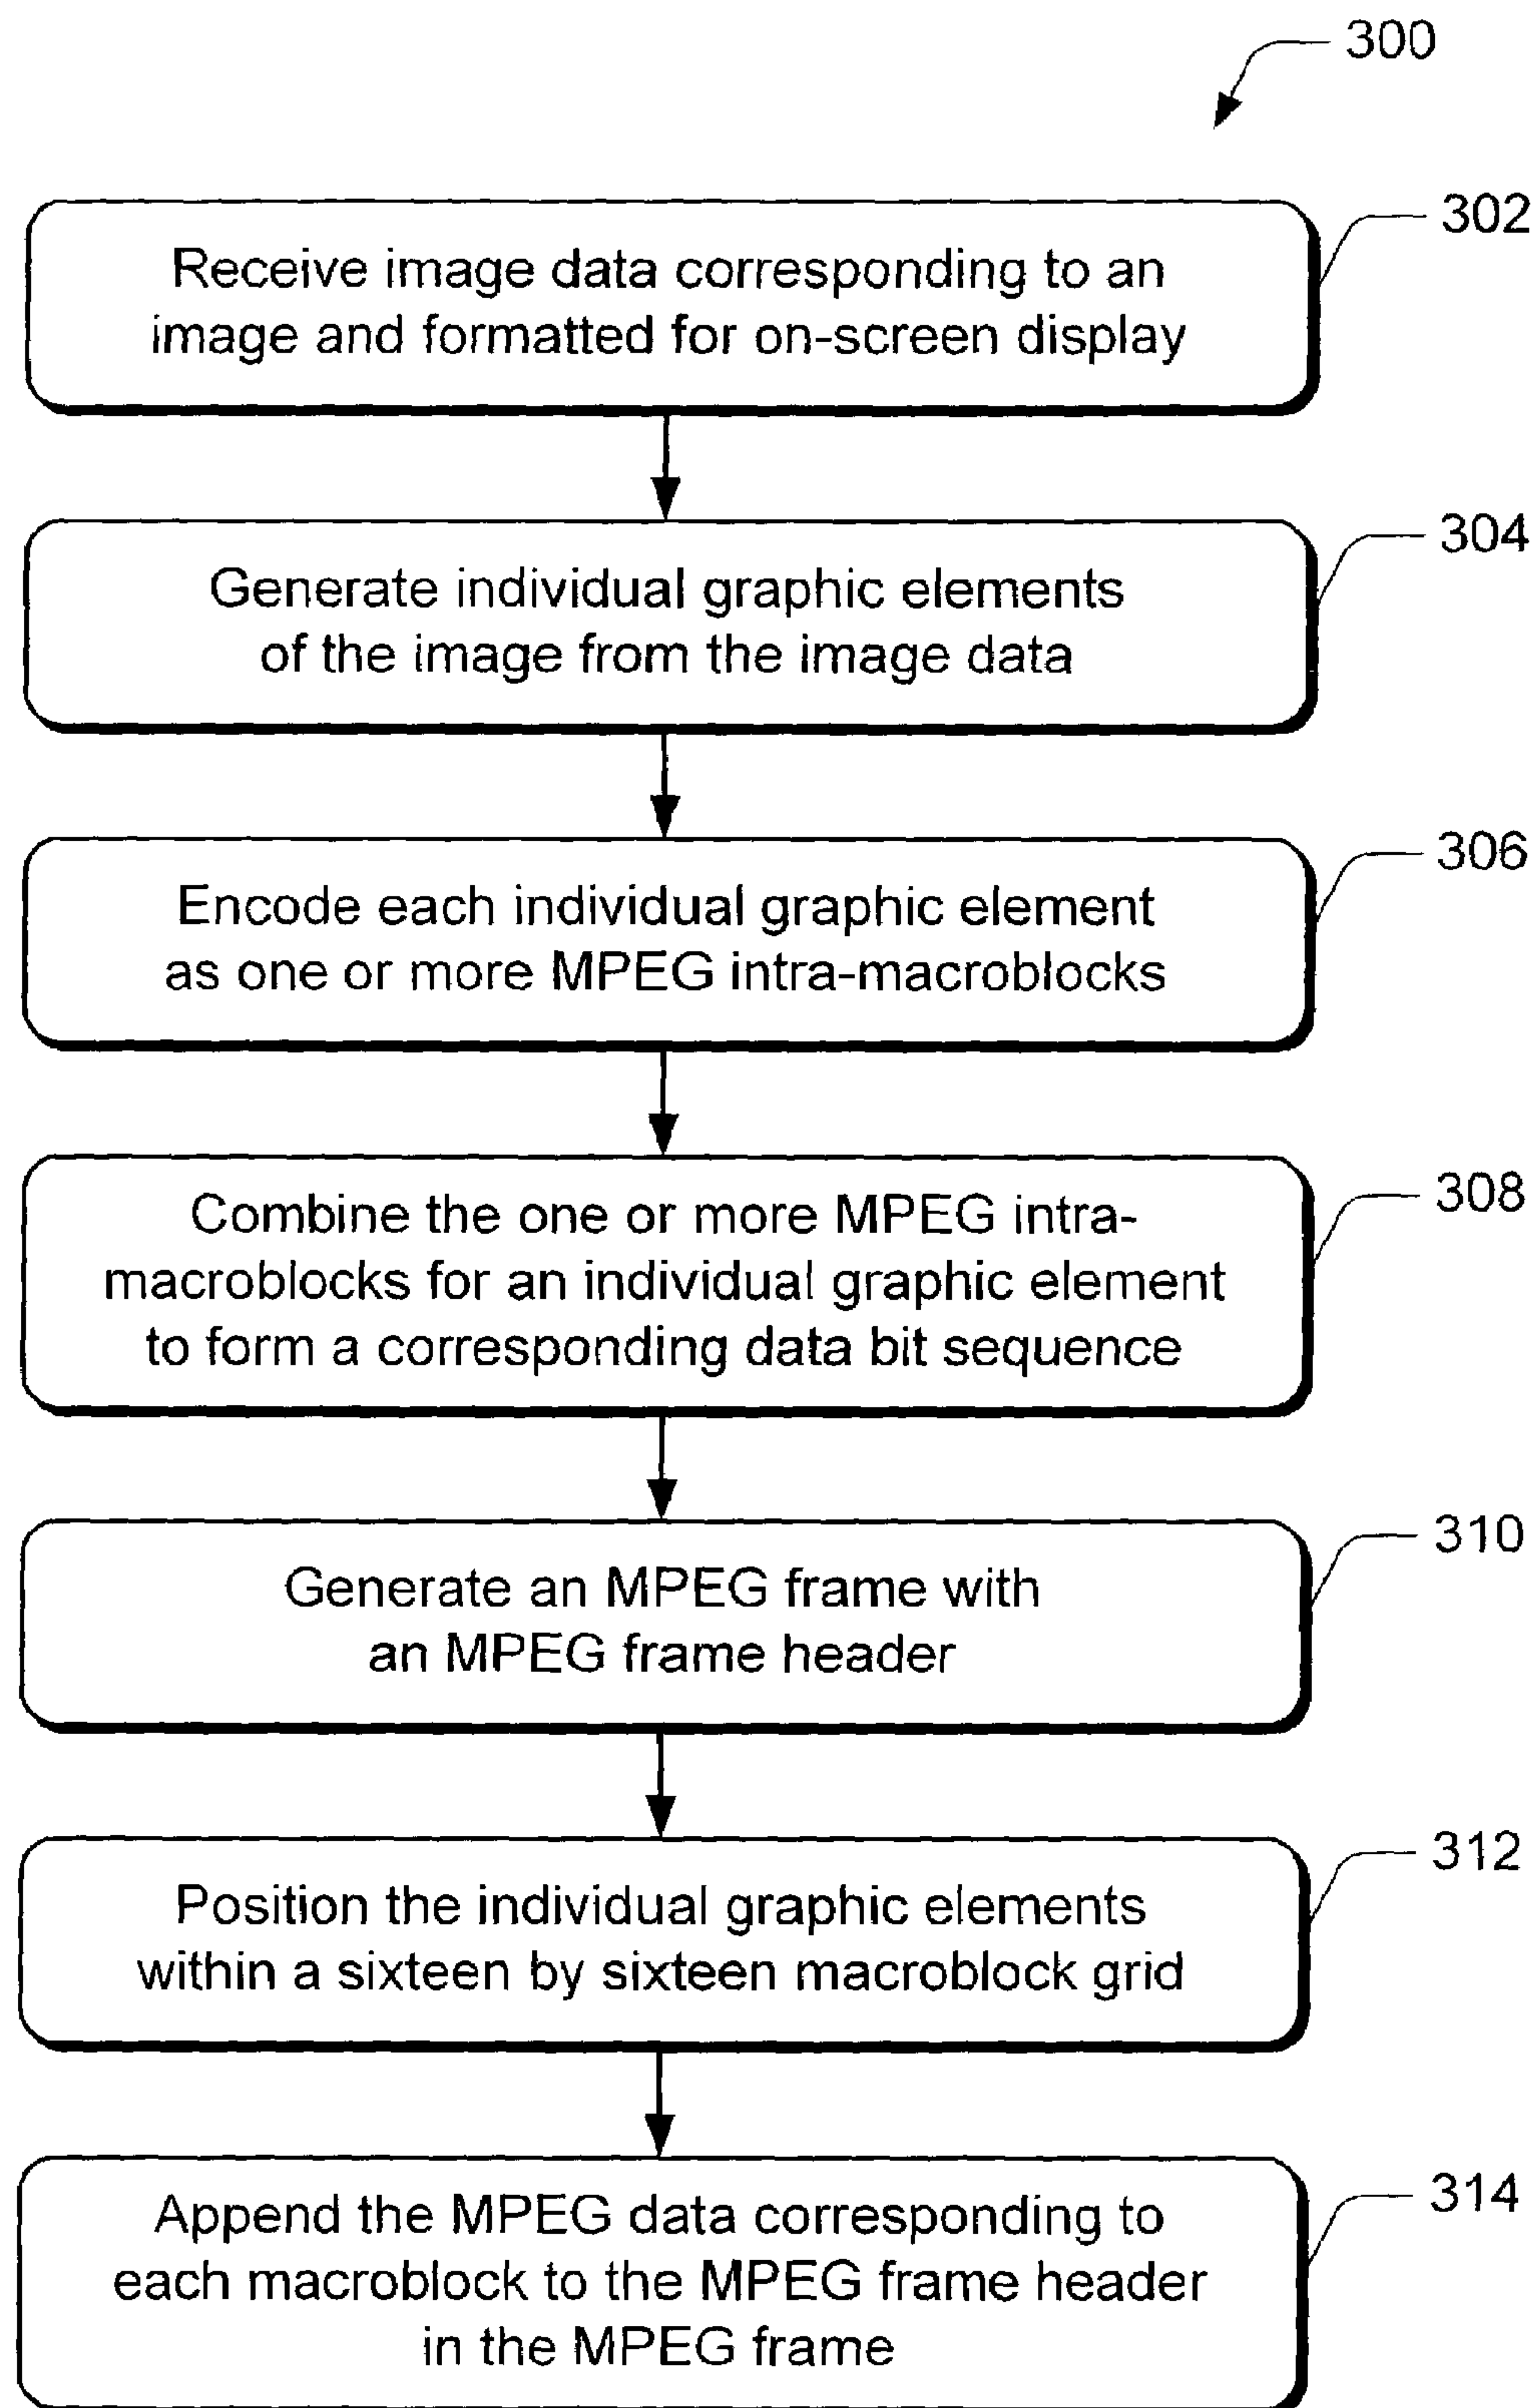 300
302
Receive image data corresponding to an
image and formatted for on-screen display
304
Generate individual graphic elements
of the image from the image data
306
Encode each individual graphic element
as one or more MPEG intra-macroblocks
308
Combine the one or more MPEG intra-
macroblocks for an individual graphic element
to form a corresponding data bit sequence
310
Generate an MPEG frame with
an MPEG frame header
312
Position the individual graphic elements
within a sixteen by sixteen macroblock grid
314
Append the MPEG data corresponding to
each macroblock to the MPEG frame header
in the MPEG frame